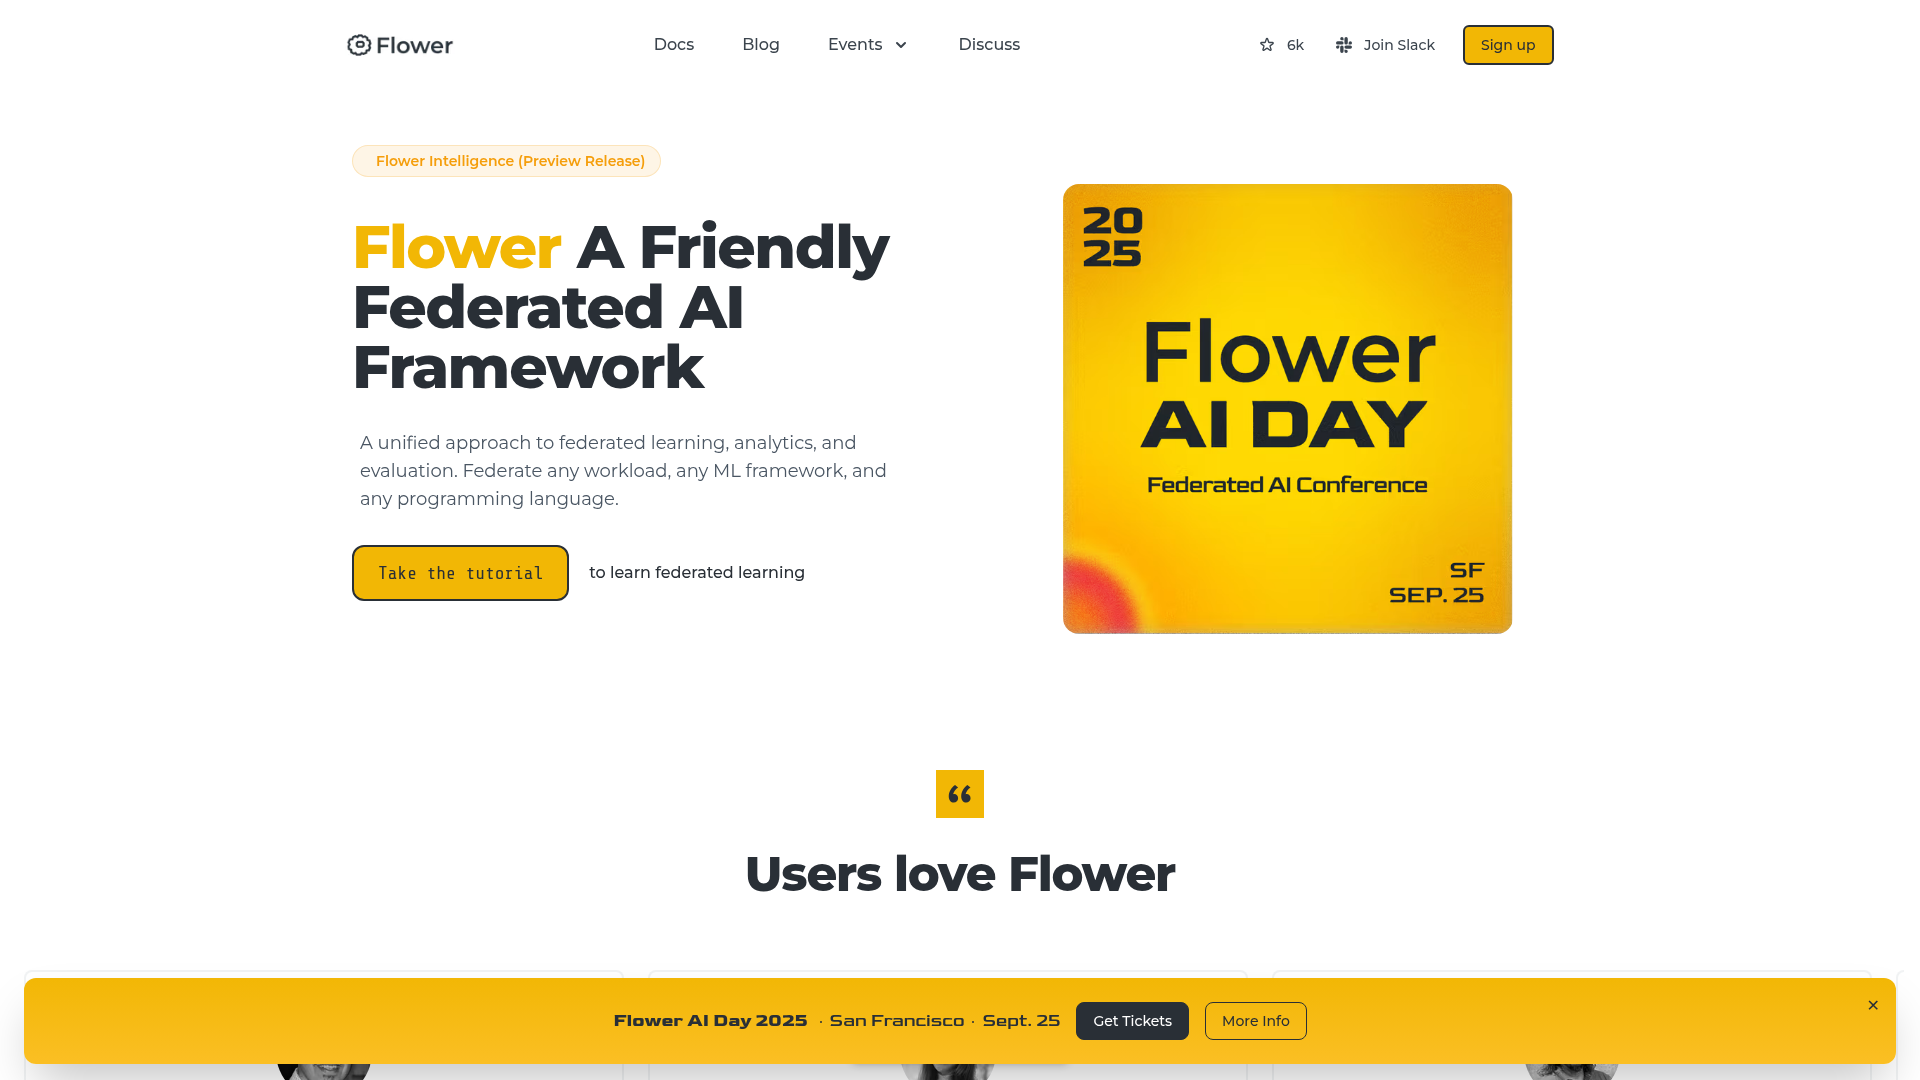 Flower
Docs
Blog
Events
Discuss
6k
Join Slack
Sign up
Flower Intelligence (Preview Release)
Flower A Friendly
Federated AI
Framework
A unified approach to federated learning, analytics, and
evaluation. Federate any workload, any ML framework, and
any programming language.
Take the tutorial
to learn federated learning
20
25
Flower
AI DAY
Federated AI Conference
SF
SEP. 25
Users love Flower
Flower AI Day 2025 · San Francisco · Sept. 25
Get Tickets
More Info